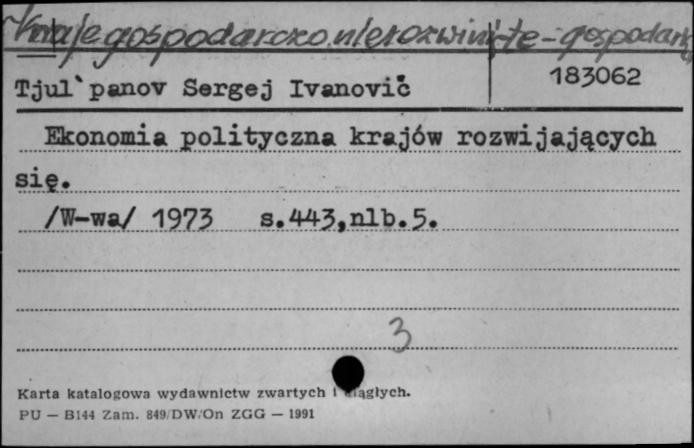 Kraje gospodarczo nierozwinięte - gospodarka
Tjul`panov Sergej Ivanovič
183062
Ekonomia polityczna krajów rozwijających
się.
/W-wa/ 1973 s.443,nlb.5.
3
Karta katalogowa wydawnictw zwartych i ciągłych.
PU — B144 Zam. 849/DW/On ZGG — 1991